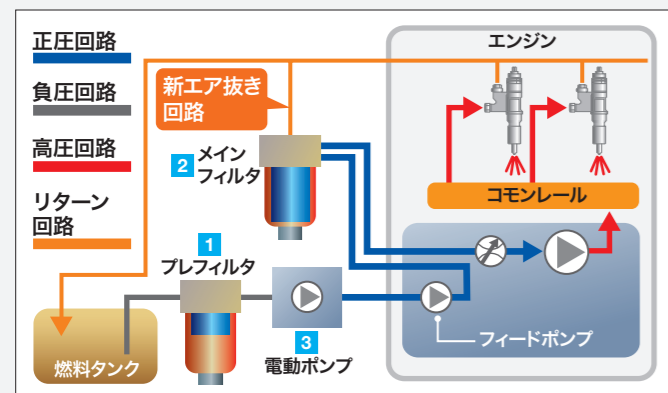 正圧回路
負圧回路
高圧回路
リターン
回路
新エア抜き
回路
エンジン
2 メイン
フィルタ
コモンレール
1
プレフィルタ
フィードポンプ
3
電動ポンプ
燃料タンク